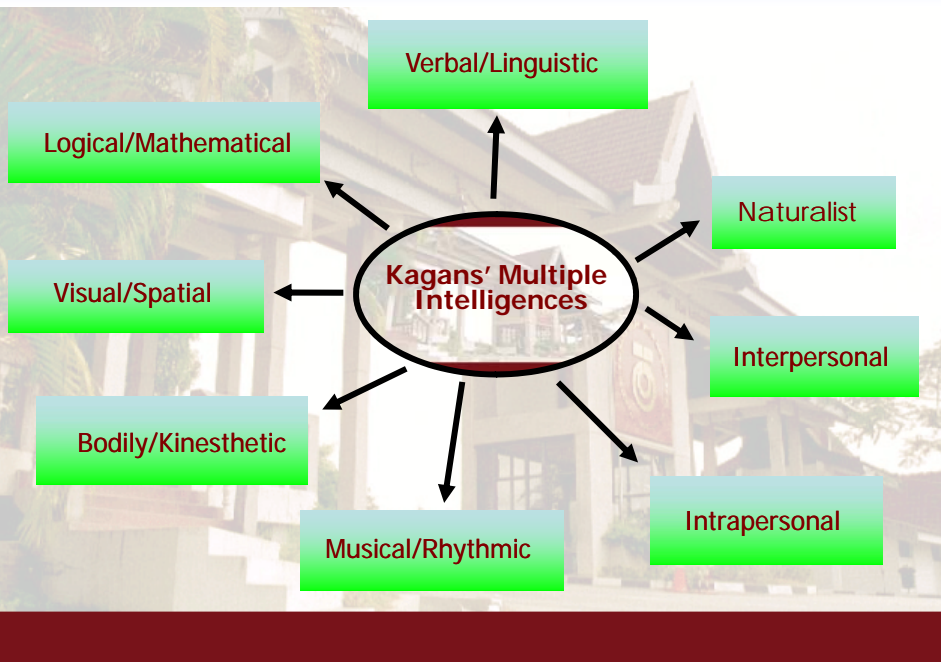 Verbal/Linguistic
Logical/Mathematical
Naturalist
Kagans' Multiple
Intelligences
Visual/Spatial
Interpersonal
Bodily/Kinesthetic
Intrapersonal
Musical/Rhythmic